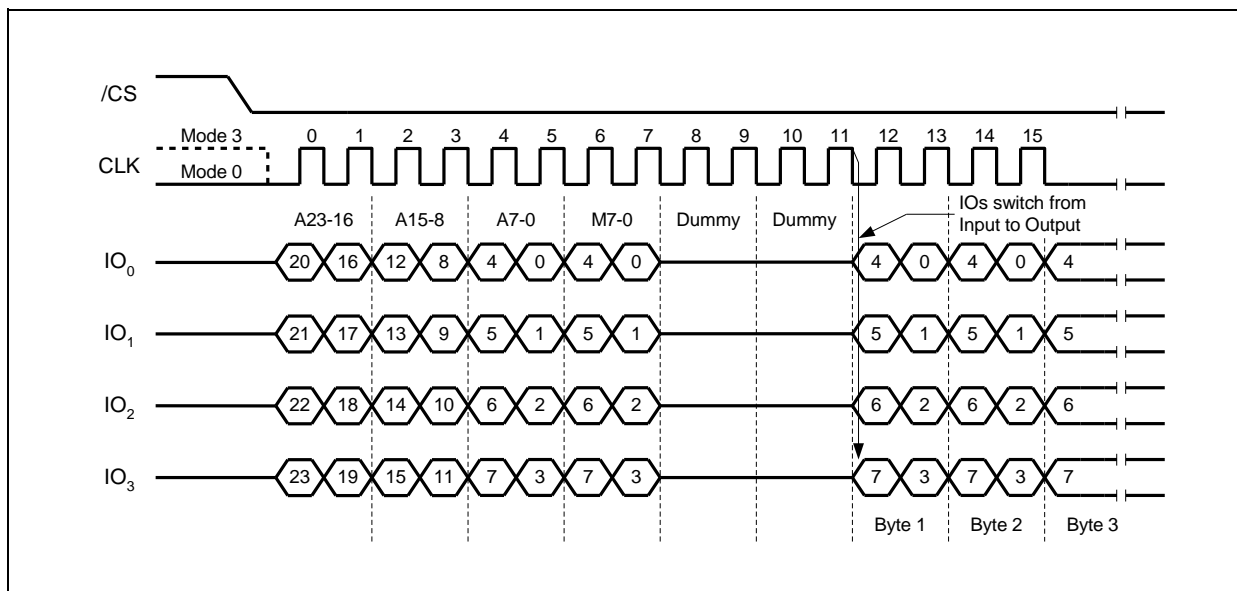 /CS
Mode 3 0 1 2 3 4 5 6 7 8 9 10 11 12 13 14 15
CLK
Mode 0
IOs switch from
Input to Output
A23-16 A15-8 A7-0 M7-0 Dummy Dummy
IO0 20 16 12 8 4 0 4 0 4 0 4 0 4
IO1 21 17 13 9 5 1 5 1 5 1 5 1 5
IO2 22 18 14 10 6 2 6 2 6 2 6 2 6
IO3 23 19 15 11 7 3 7 3 7 3 7 3 7
Byte 1 Byte 2 Byte 3